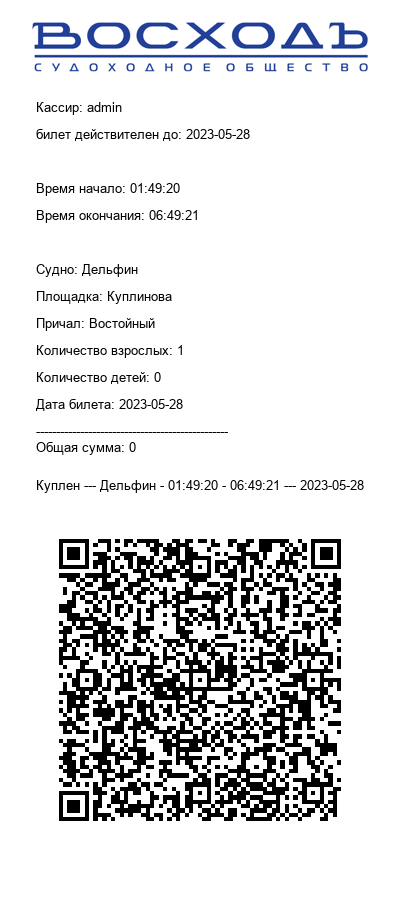 ВОСХОДЪ
СУДОХОДНОЕ ОБЩЕСТВО
Кассир: admin
билет действителен до: 2023-05-28
Время начало: 01:49:20
Время окончания: 06:49:21
Судно: Дельфин
Площадка: Куплинова
Причал: Востойный
Количество взрослых: 1
Количество детей: 0
Дата билета: 2023-05-28
------------------------------------------------
Общая сумма: 0
Куплен --- Дельфин - 01:49:20 - 06:49:21 --- 2023-05-28